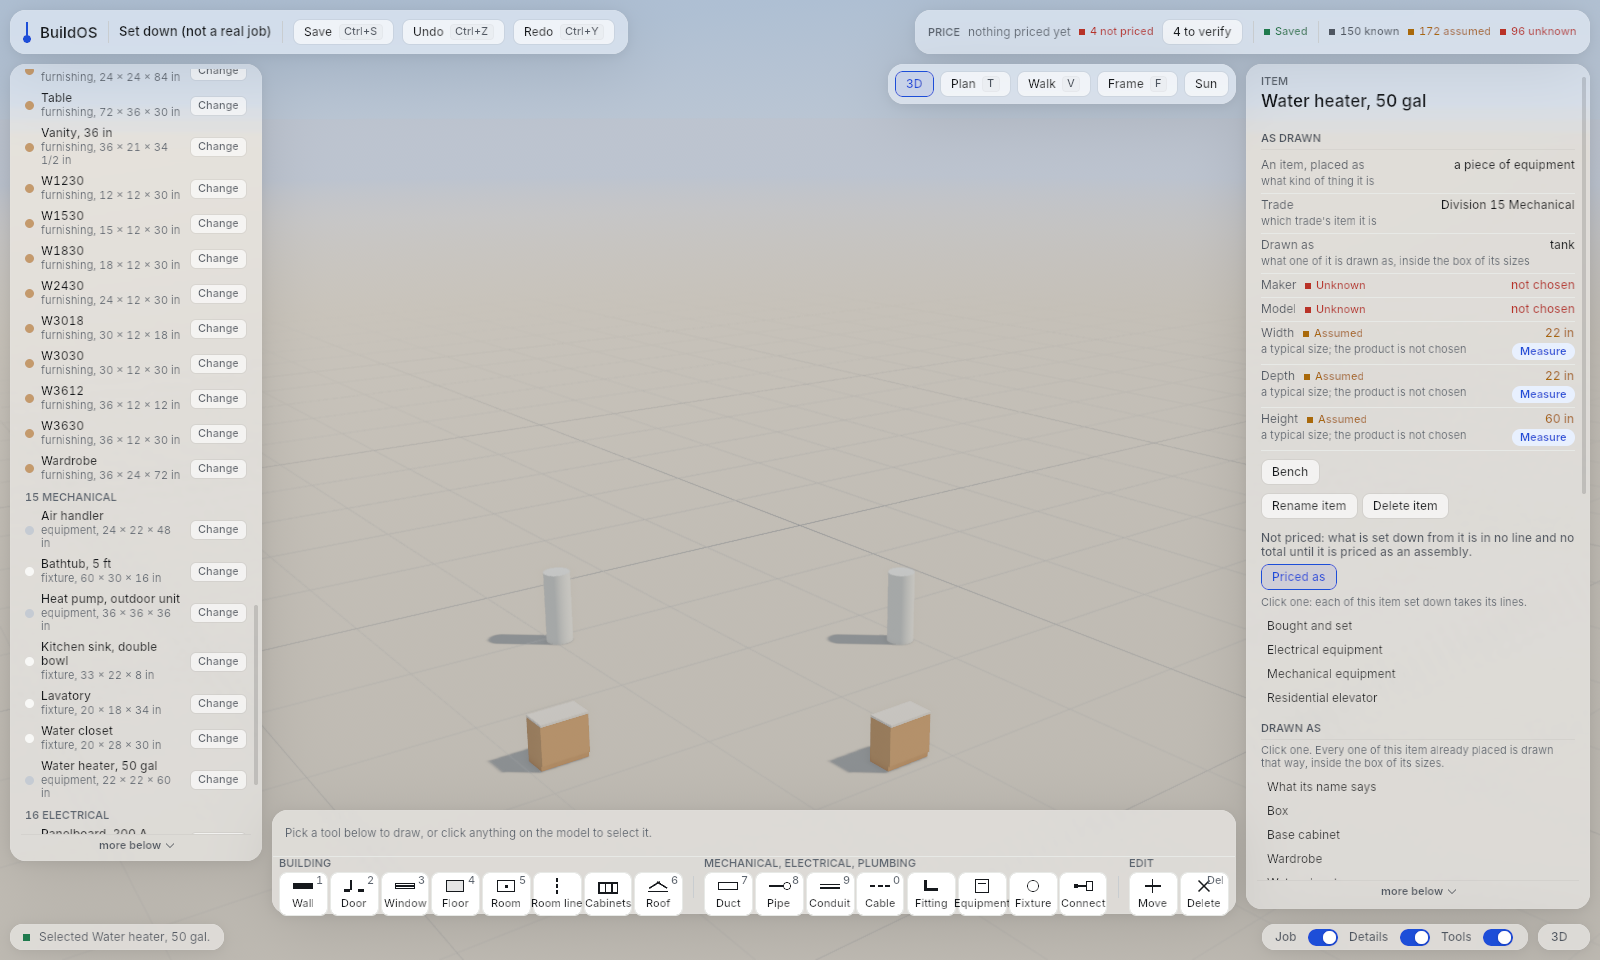 BuildOS
Set down (not a real job)
Save Ctrl+S
Undo Ctrl+Z
Redo Ctrl+Y
PRICE nothing priced yet 4 not priced 4 to verify Saved 150 known 172 assumed 96 unknown
furnishing, 24 × 24 × 84 in
Change
Table
furnishing, 72 × 36 × 30 in
Change
Vanity, 36 in
furnishing, 36 × 21 × 34
1/2 in
Change
W1230
furnishing, 12 × 12 × 30 in
Change
W1530
furnishing, 15 × 12 × 30 in
Change
W1830
furnishing, 18 × 12 × 30 in
Change
W2430
furnishing, 24 × 12 × 30 in
Change
W3018
furnishing, 30 × 12 × 18 in
Change
W3030
furnishing, 30 × 12 × 30 in
Change
W3612
furnishing, 36 × 12 × 12 in
Change
W3630
furnishing, 36 × 12 × 30 in
Change
Wardrobe
furnishing, 36 × 24 × 72 in
Change
15 MECHANICAL
Air handler
equipment, 24 × 22 × 48
in
Change
Bathtub, 5 ft
fixture, 60 × 30 × 16 in
Change
Heat pump, outdoor unit
equipment, 36 × 36 × 36
in
Change
Kitchen sink, double
bowl
fixture, 33 × 22 × 8 in
Change
Lavatory
fixture, 20 × 18 × 34 in
Change
Water closet
fixture, 20 × 28 × 30 in
Change
Water heater, 50 gal
equipment, 22 × 22 × 60
in
Change
16 ELECTRICAL
Panelboard, 200 A
more below
3D
Plan T
Walk V
Frame F
Sun
ITEM
Water heater, 50 gal
AS DRAWN
An item, placed as a piece of equipment
what kind of thing it is
Trade Division 15 Mechanical
which trade's item it is
Drawn as tank
what one of it is drawn as, inside the box of its sizes
Maker Unknown not chosen
Model Unknown not chosen
Width Assumed 22 in
a typical size; the product is not chosen Measure
Depth Assumed 22 in
a typical size; the product is not chosen Measure
Height Assumed 60 in
a typical size; the product is not chosen Measure
Bench
Rename item Delete item
Not priced: what is set down from it is in no line and no
total until it is priced as an assembly.
Priced as
Click one: each of this item set down takes its lines.
Bought and set
Electrical equipment
Mechanical equipment
Residential elevator
DRAWN AS
Click one. Every one of this item already placed is drawn
that way, inside the box of its sizes.
What its name says
Box
Base cabinet
Wardrobe
more below
Pick a tool below to draw, or click anything on the model to select it.
BUILDING
1 Wall
2 Door
3 Window
4 Floor
5 Room
Room line
Cabinets
6 Roof
MECHANICAL, ELECTRICAL, PLUMBING
7 Duct
8 Pipe
9 Conduit
0 Cable
Fitting
Equipment
Fixture
Connect
EDIT
Move
Del Delete
Selected Water heater, 50 gal.
Job Details Tools 3D